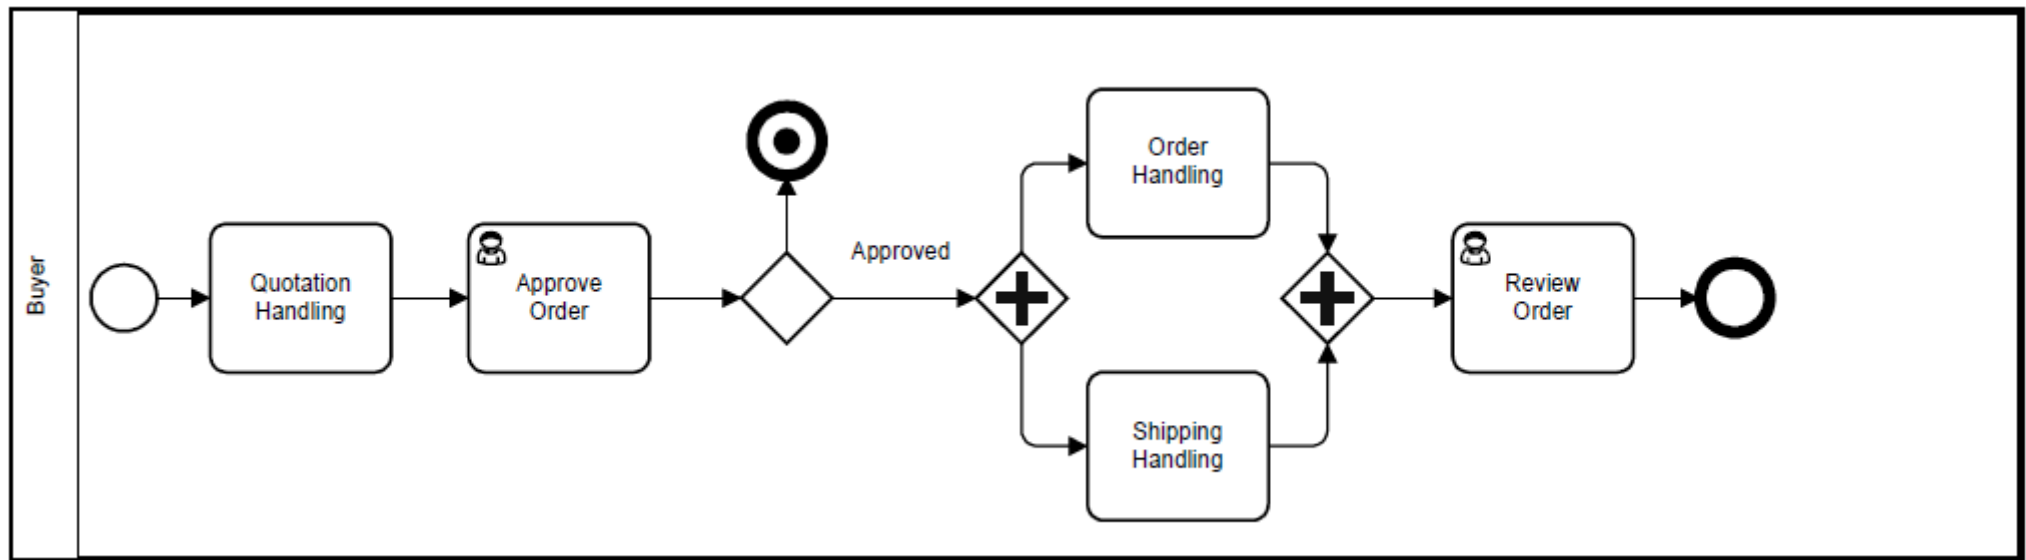 Buyer
Quotation
Handling
Approve
Order
Approved
Order
Handling
Shipping
Handling
Review
Order